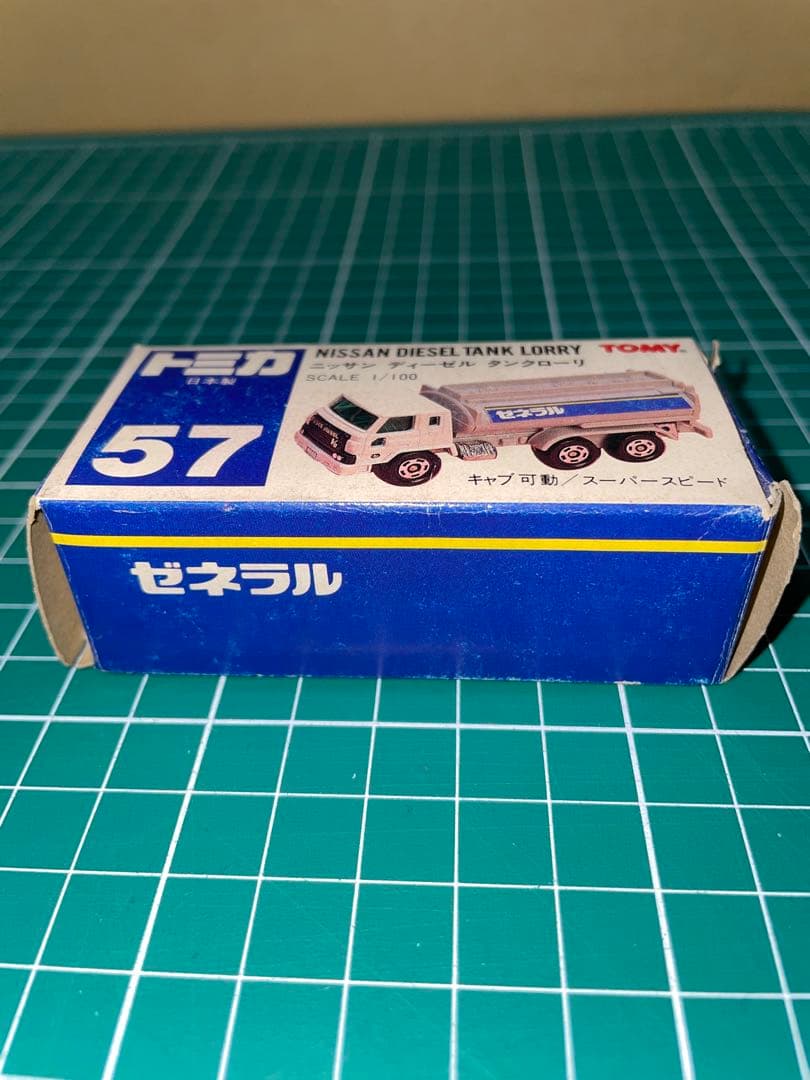 トミカ
日本製
57
NISSAN DIESEL TANK LORRY TOMY
ニッサン ディーゼル タンクローリ
SCALE 1/100
ゼネラル
キャブ可動/スーパースピード
ゼネラル